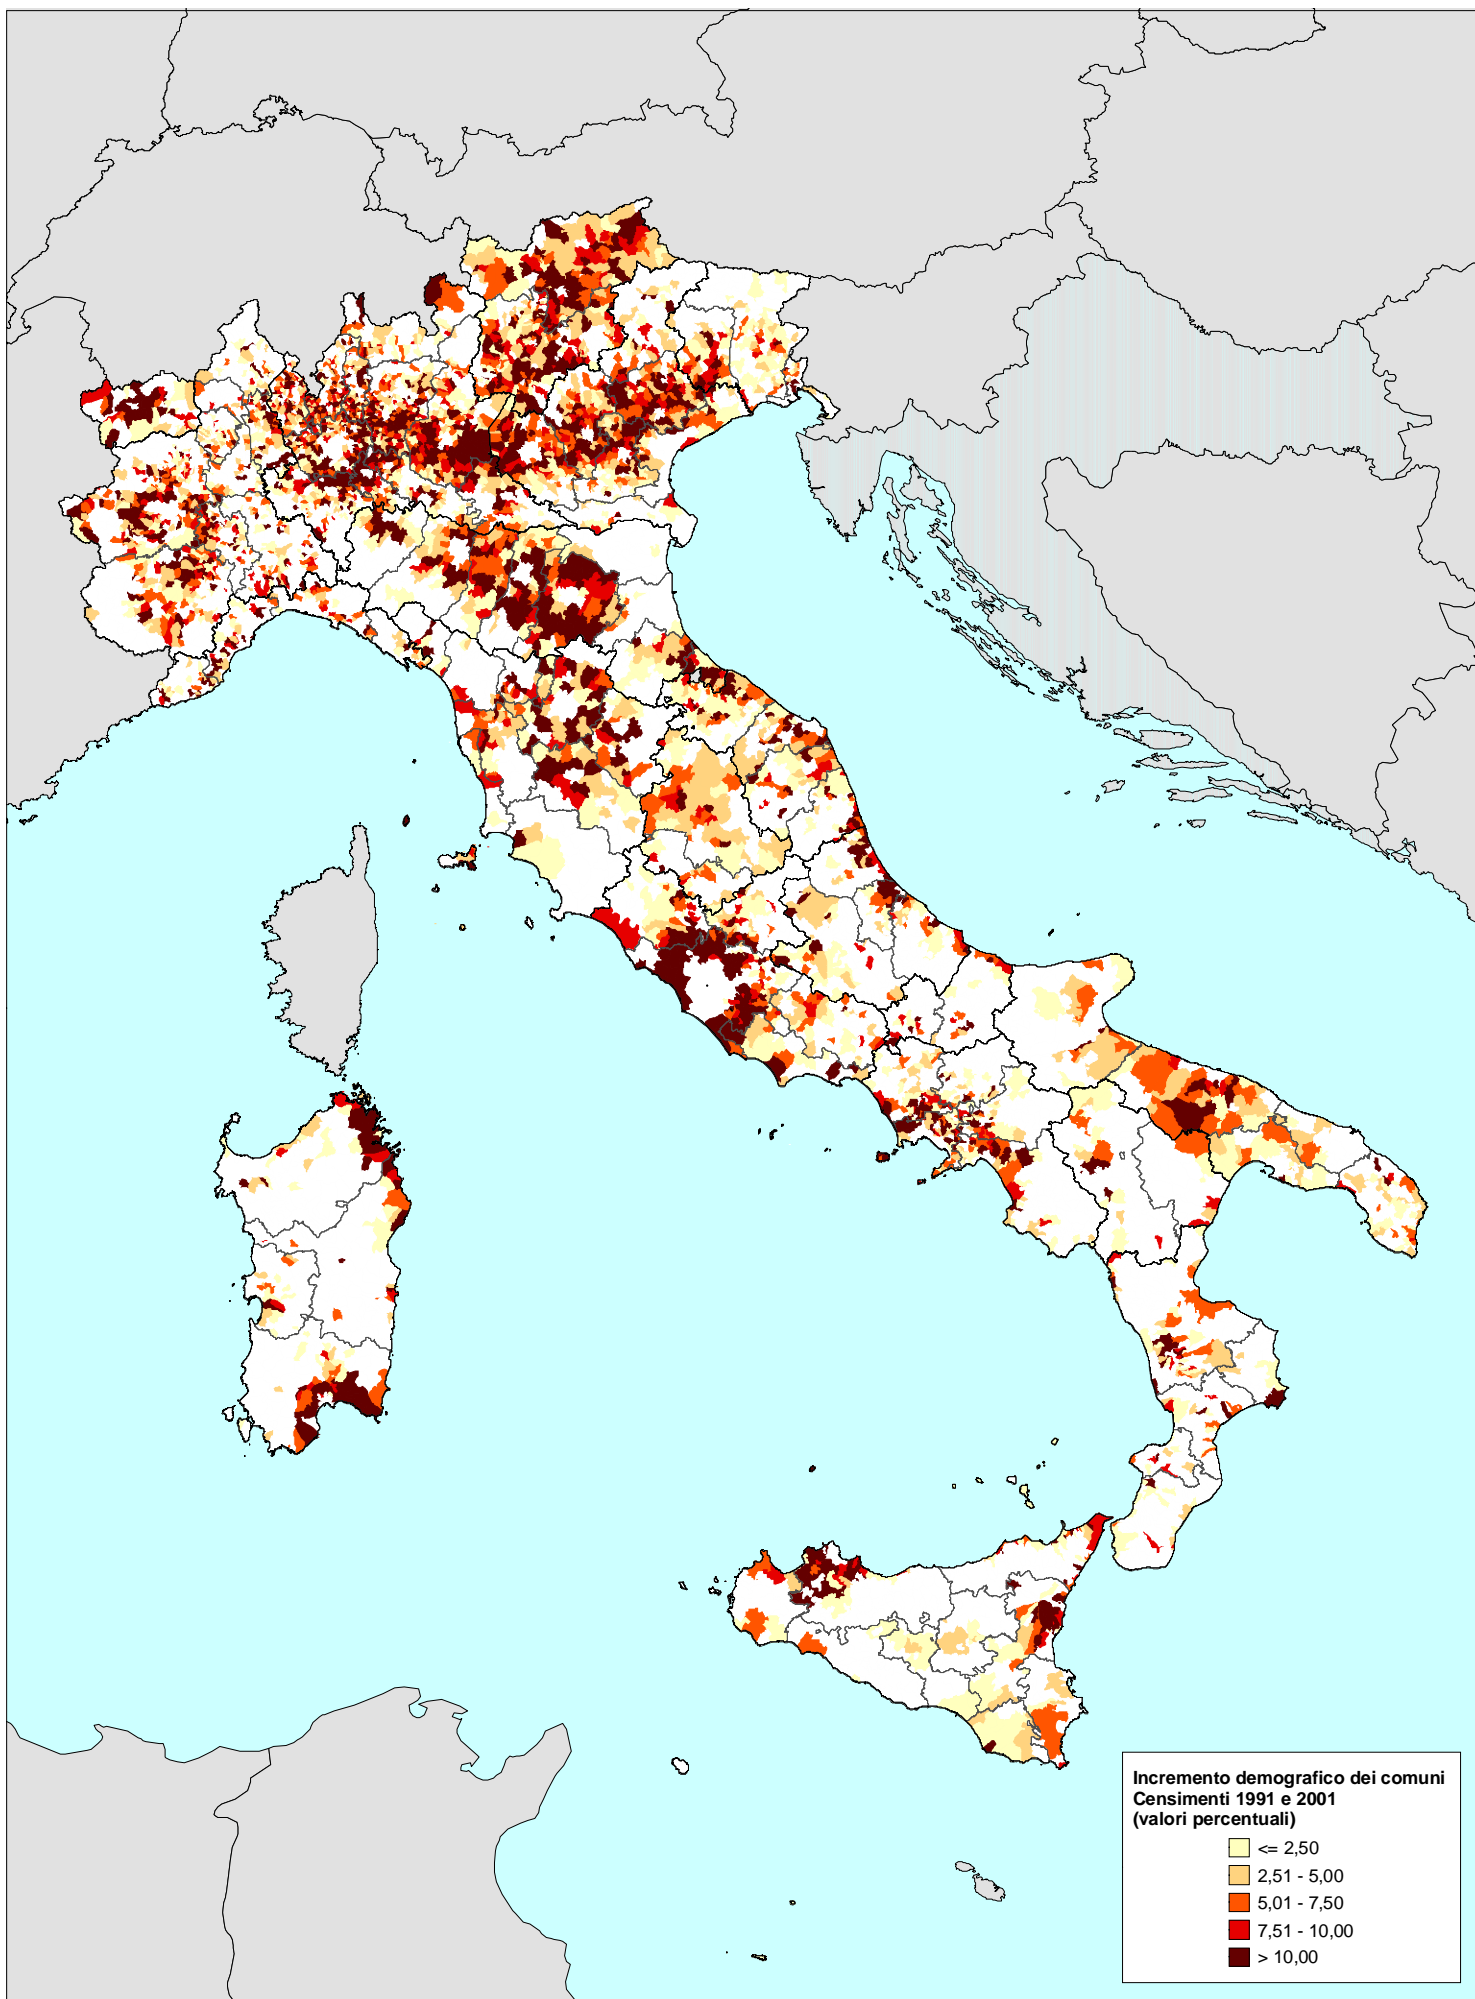 Incremento demografico dei comuni
Censimenti 1991 e 2001
(valori percentuali)
<= 2,50
2,51 - 5,00
5,01 - 7,50
7,51 - 10,00
> 10,00